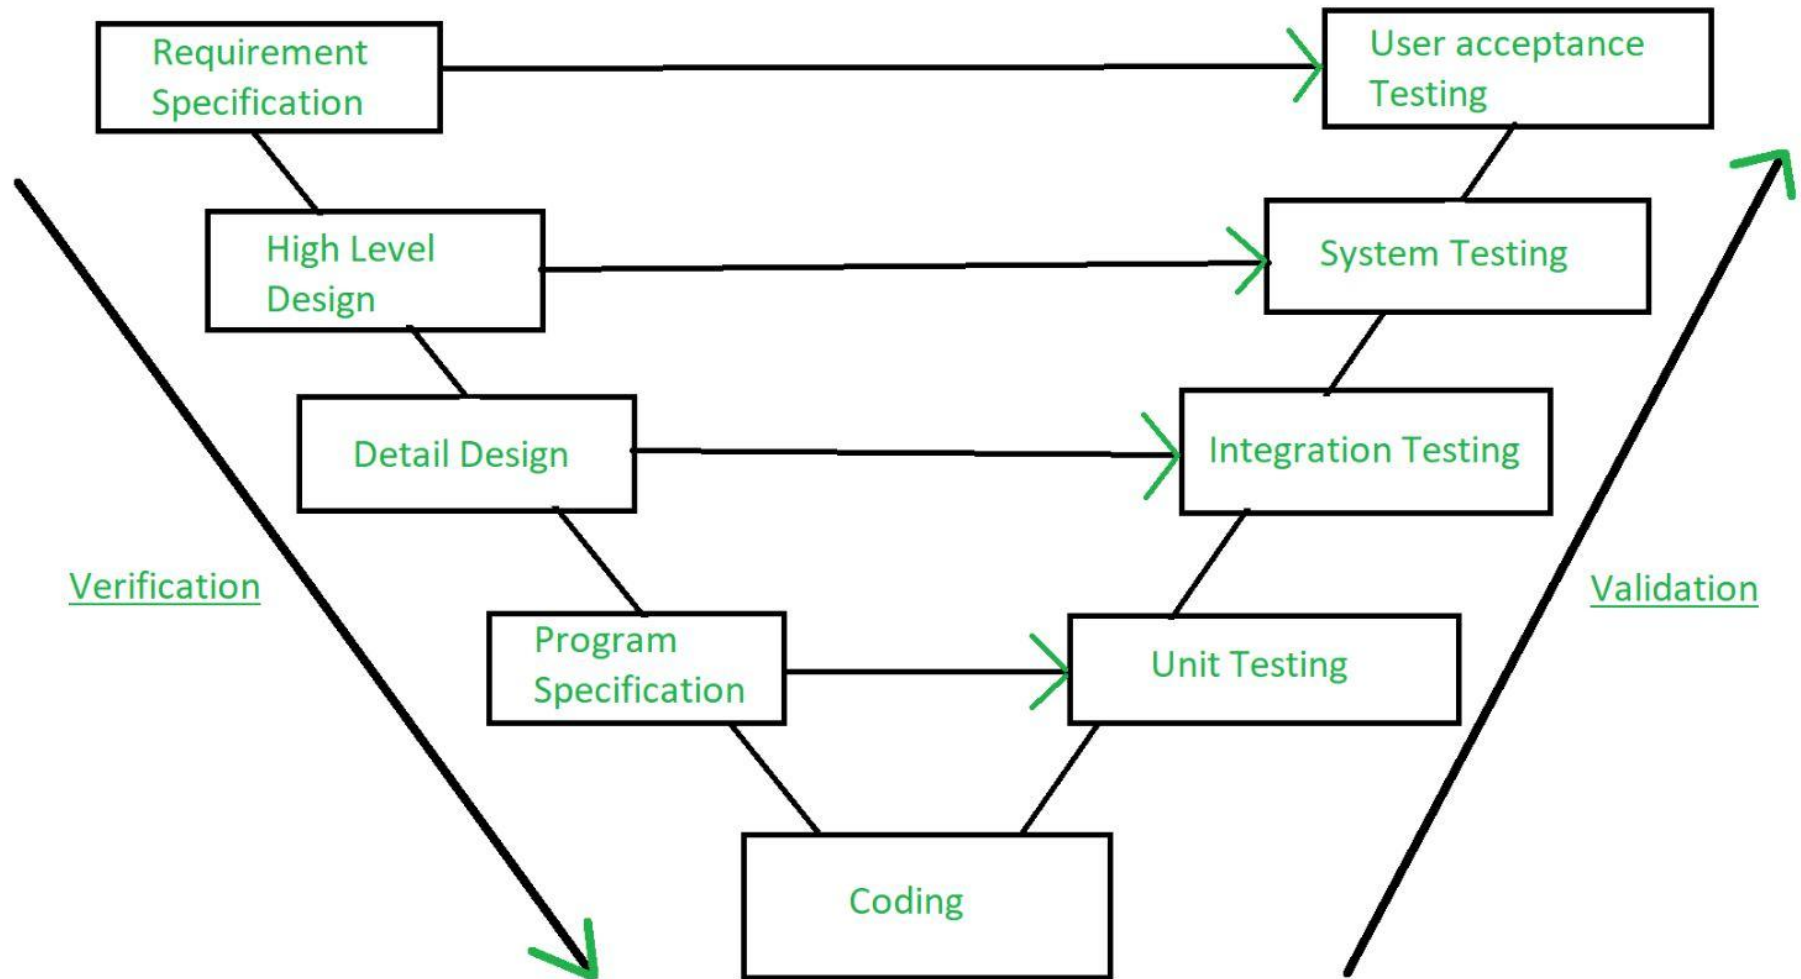 Requirement
Specification
User acceptance
Testing
High Level
Design
System Testing
Detail Design
Integration Testing
Verification
Validation
Program
Specification
Unit Testing
Coding